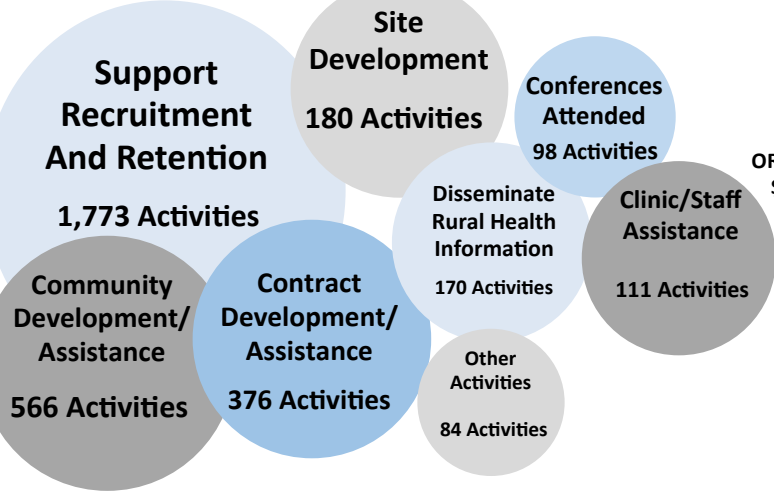 Support
Recruitment
And Retention
1,773 Activities
Site
Development
180 Activities
Conferences
Attended
98 Activities
Disseminate
Rural Health
Information
170 Activities
Clinic/Staff
Assistance
111 Activities
Community
Development/
Assistance
566 Activities
Contract
Development/
Assistance
376 Activities
Other
Activities
84 Activities